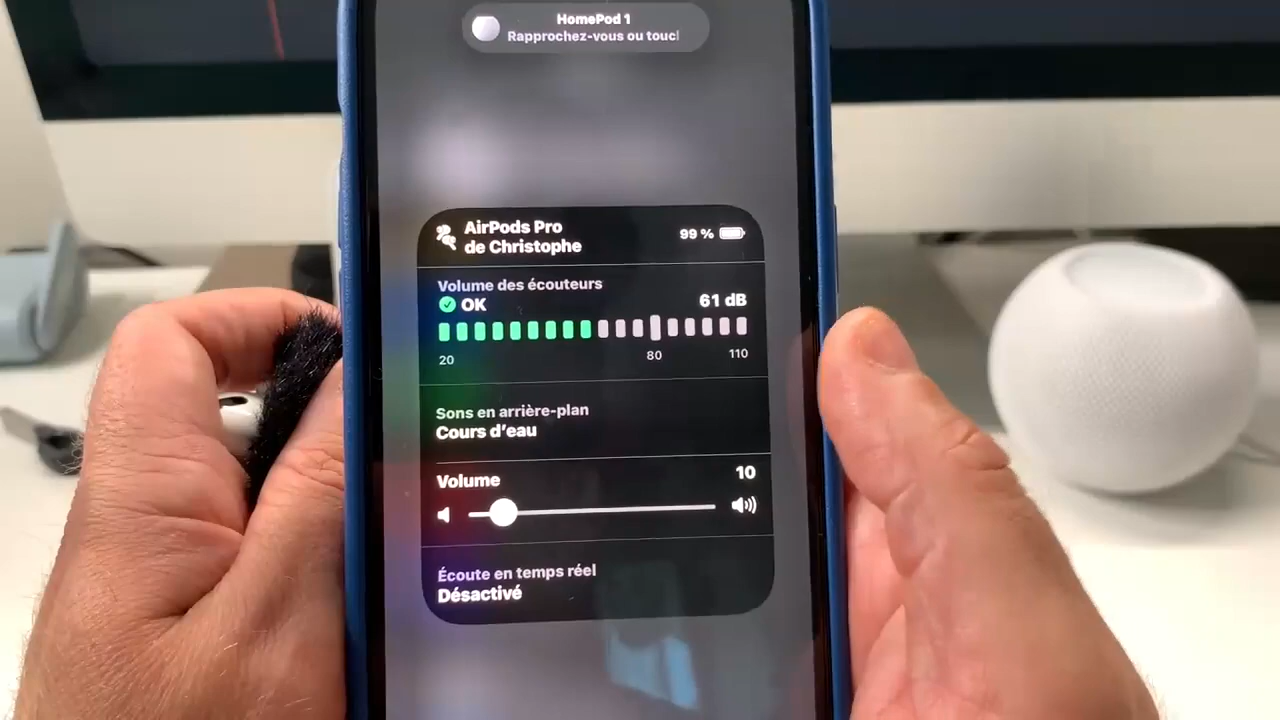 HomePod 1
Rapprochez-vous ou touc
AirPods Pro
de Christophe
99 %
Volume des écouteurs
OK
61 dB
20
80
110
Sons en arrière-plan
Cours d'eau
Volume
10
Écoute en temps réel
Désactivé